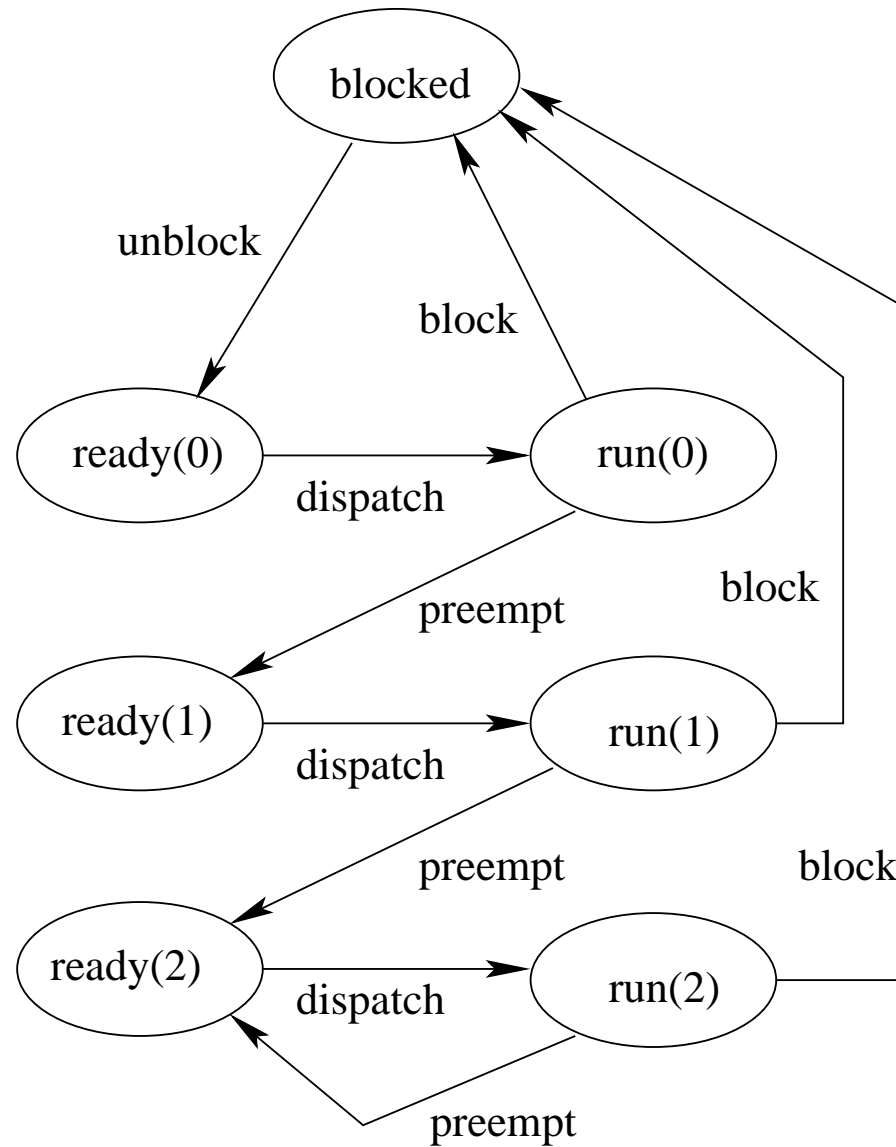 blocked
unblock
block
ready(0)
run(0)
dispatch
block
preempt
ready(1)
run(1)
dispatch
preempt
block
ready(2)
run(2)
dispatch
preempt